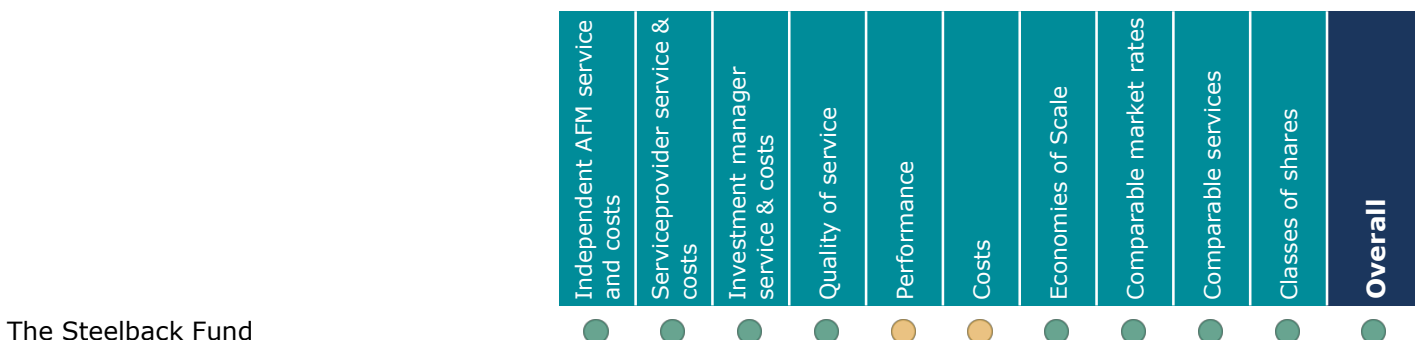 Independent AFM service
and costs
Serviceprovider service &
costs
Investment manager
service & costs
Quality of service
Performance
Costs
Economies of Scale
Comparable market rates
Comparable services
Classes of shares
Overall
The Steelback Fund